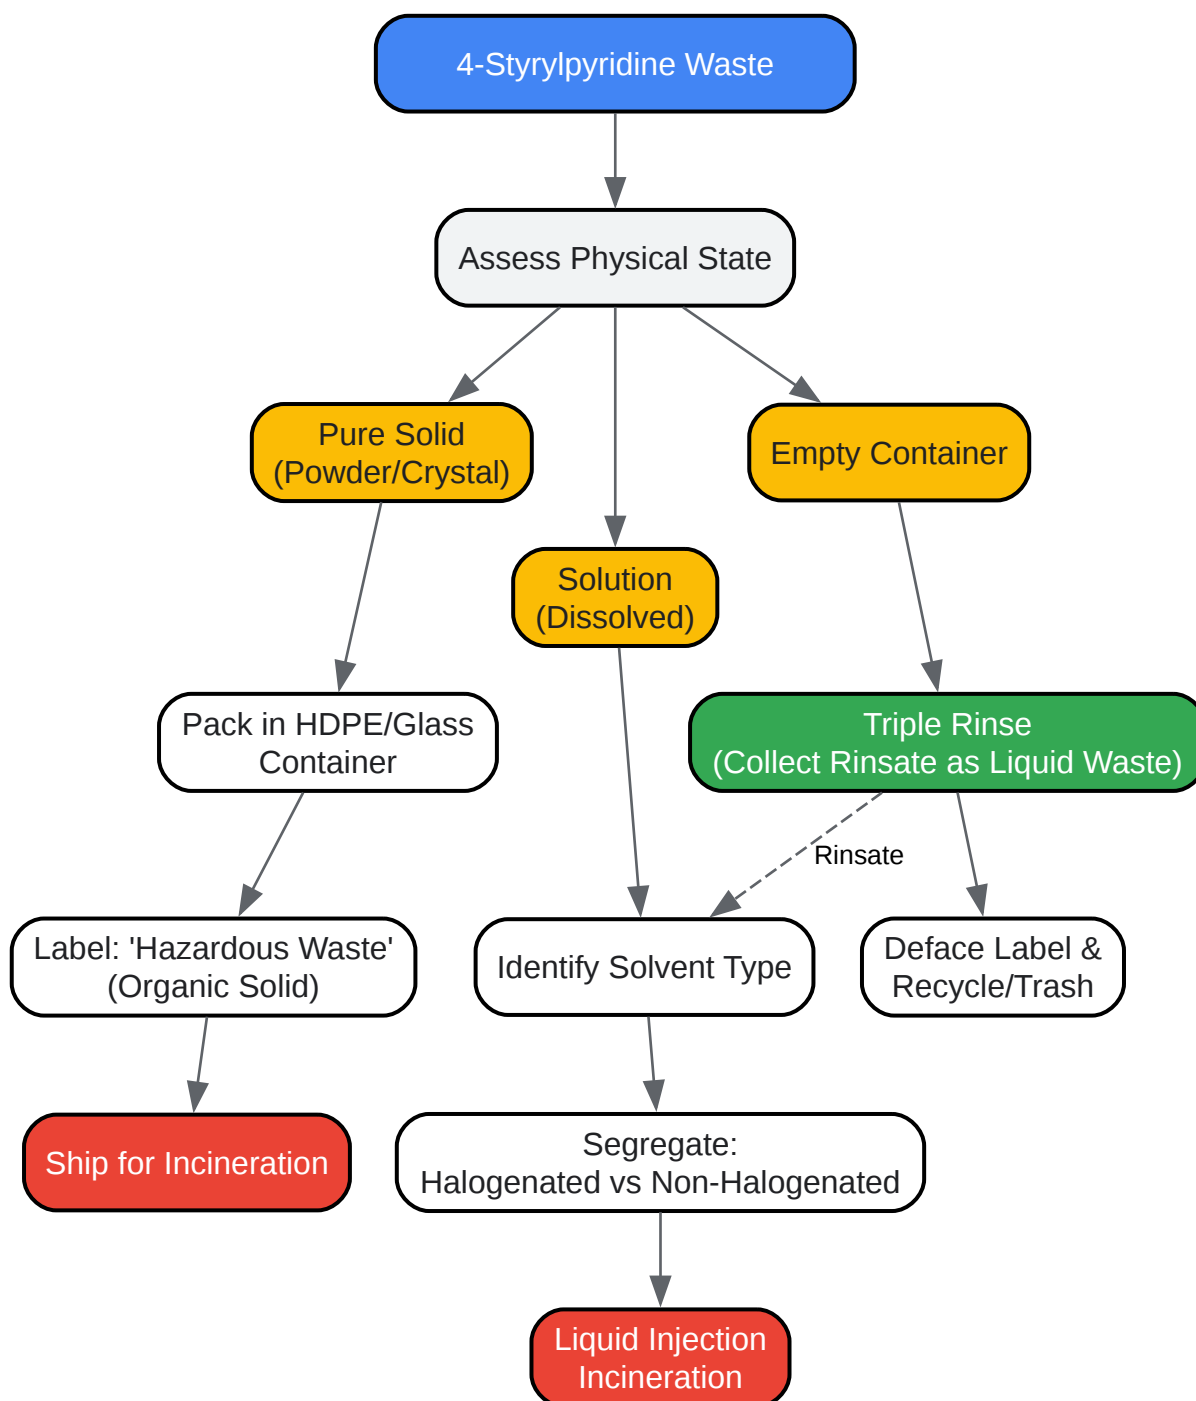 4-Styrylpyridine Waste
Assess Physical State
Pure Solid
(Powder/Crystal)
Empty Container
Solution
(Dissolved)
Pack in HDPE/Glass
Container
Triple Rinse
(Collect Rinsate as Liquid Waste)
Rinsate
Label: 'Hazardous Waste'
(Organic Solid)
Identify Solvent Type
Deface Label &
Recycle/Trash
Ship for Incineration
Segregate:
Halogenated vs Non-Halogenated
Liquid Injection
Incineration